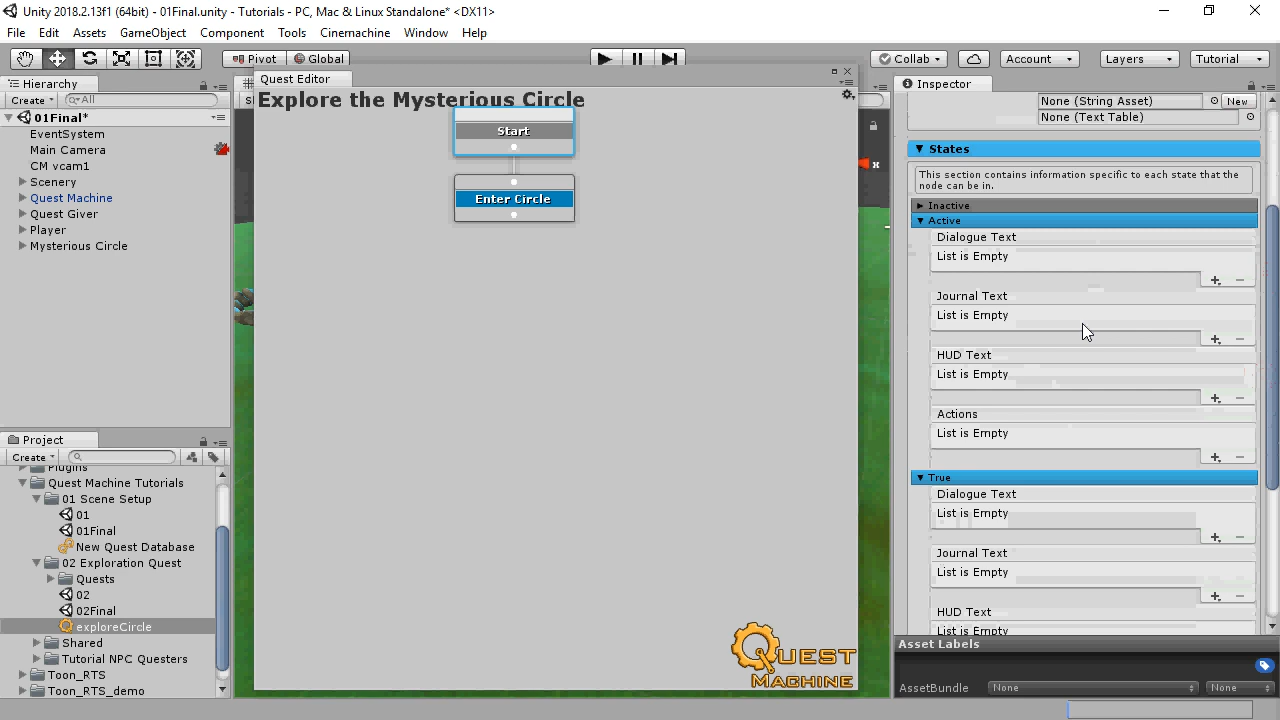 Unity 2018.2.13f1 (64bit) - 01Final.unity - Tutorials - PC, Mac & Linux Standalone* <DX11>
File Edit Assets GameObject Component Tools Cinemachine Window Help
Pivot Global Collab Account Layers Tutorial
Hierarchy
Create All
01Final*
EventSystem
Main Camera
CM vcam1
Scenery
Quest Machine
Quest Giver
Player
Mysterious Circle
Project
Create
Plugins
Quest Machine Tutorials
01 Scene Setup
01
01Final
New Quest Database
02 Exploration Quest
Quests
02
02Final
exploreCircle
Shared
Tutorial NPC Questers
Toon_RTS
Toon_RTS_demo
Quest Editor
Explore the Mysterious Circle
Start
Enter Circle
QUEST
MACHINE
x
Inspector
None (String Asset) New
None (Text Table)
States
This section contains information specific to each state that the
node can be in.
Inactive
Active
Dialogue Text
List is Empty
Journal Text
List is Empty
HUD Text
List is Empty
Actions
List is Empty
True
Dialogue Text
List is Empty
Journal Text
List is Empty
HUD Text
List is Empty
Asset Labels
AssetBundle None None